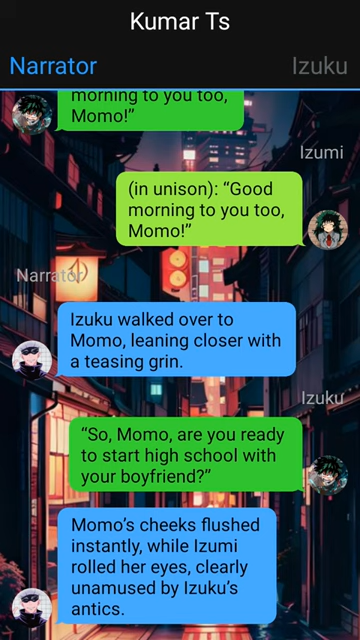 Kumar Ts
Narrator
Izuku
morning to you too,
Momo!”
Izumi
(in unison): “Good
morning to you too,
Momo!”
Narrator
Izuku walked over to
Momo, leaning closer with
a teasing grin.
Izuku
“So, Momo, are you ready
to start high school with
your boyfriend?”
Momo’s cheeks flushed
instantly, while Izumi
rolled her eyes, clearly
unamused by Izuku’s
antics.